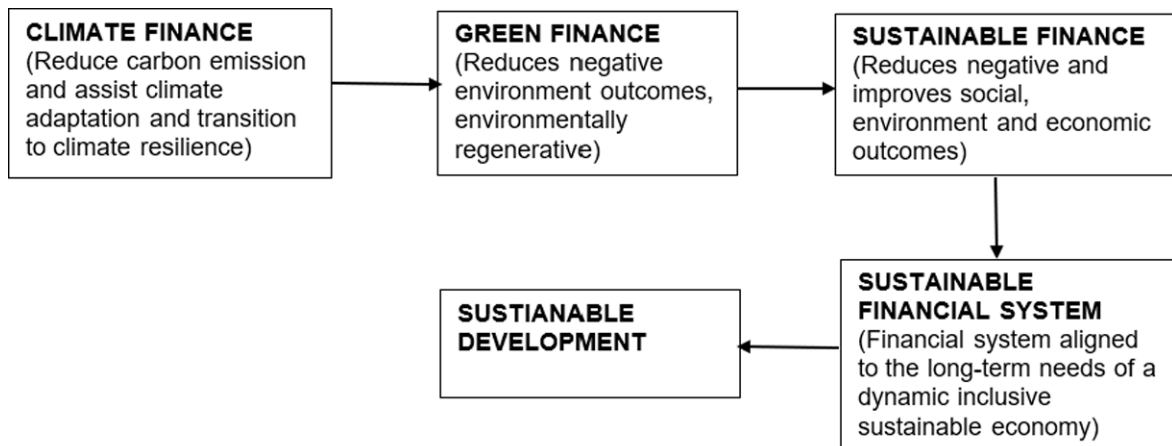 CLIMATE FINANCE
(Reduce carbon emission
and assist climate
adaptation and transition
to climate resilience)
GREEN FINANCE
(Reduces negative
environment outcomes,
environmentally
regenerative)
SUSTAINABLE FINANCE
(Reduces negative and
improves social,
environment and economic
outcomes)
SUSTAINABLE
FINANCIAL SYSTEM
(Financial system aligned
to the long-term needs of a
dynamic inclusive
sustainable economy)
SUSTIANABLE
DEVELOPMENT